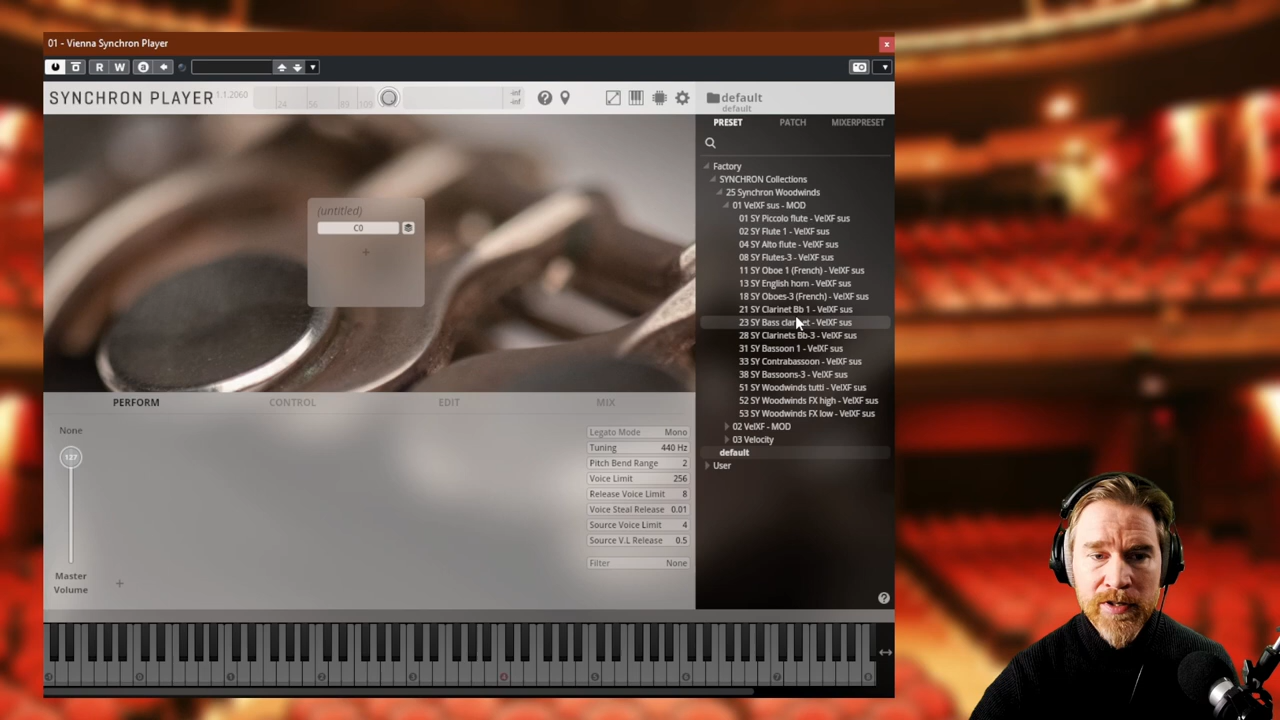 01 - Vienna Synchron Player
x
R W a
SYNCHRON PLAYER 1.1.2060
24 56 89 109
-inf
-inf
default
default
PRESET PATCH MIXERPRESET
Factory
SYNCHRON Collections
25 Synchron Woodwinds
01 VelXF sus - MOD
01 SY Piccolo flute - VelXF sus
02 SY Flute 1 - VelXF sus
04 SY Alto flute - VelXF sus
08 SY Flutes-3 - VelXF sus
11 SY Oboe 1 (French) - VelXF sus
13 SY English horn - VelXF sus
18 SY Oboes-3 (French) - VelXF sus
21 SY Clarinet Bb 1 - VelXF sus
23 SY Bass clarinet - VelXF sus
28 SY Clarinets Bb-3 - VelXF sus
31 SY Bassoon 1 - VelXF sus
33 SY Contrabassoon - VelXF sus
38 SY Bassoons-3 - VelXF sus
51 SY Woodwinds tutti - VelXF sus
52 SY Woodwinds FX high - VelXF sus
53 SY Woodwinds FX low - VelXF sus
02 VelXF - MOD
03 Velocity
default
User
(untitled)
C0
+
PERFORM CONTROL EDIT MIX
None
127
Master
Volume
+
Legato Mode Mono
Tuning 440 Hz
Pitch Bend Range 2
Voice Limit 256
Release Voice Limit 8
Voice Steal Release 0.01
Source Voice Limit 4
Source V.L Release 0.5
Filter None